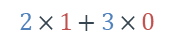 2 × 1 + 3 × 0